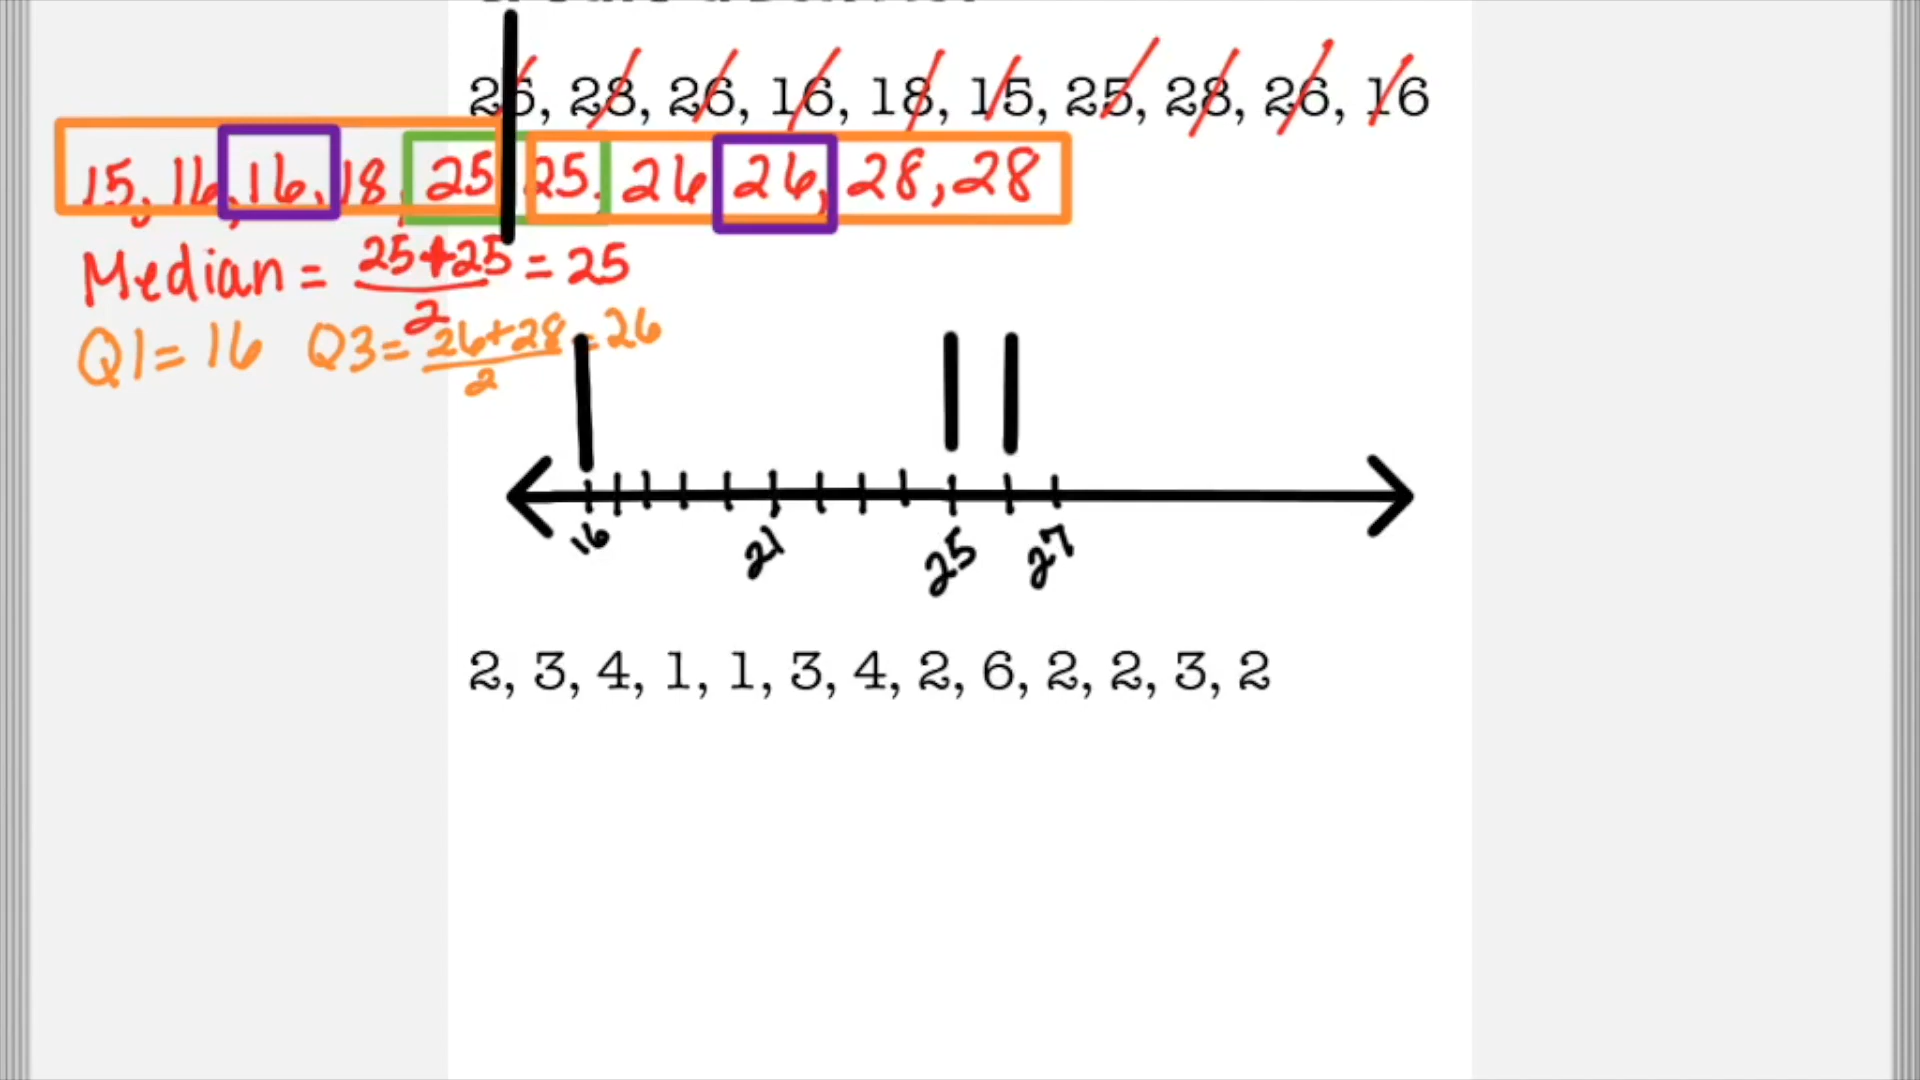 25, 28, 26, 16, 18, 15, 25, 28, 26, 16
15, 16, 16, 18, 25 25, 26 26, 28, 28
Median = 25+25/2 = 25
Q1 = 16 Q3 = 26+28/2 = 26
16 21 25 27
2, 3, 4, 1, 1, 3, 4, 2, 6, 2, 2, 3, 2